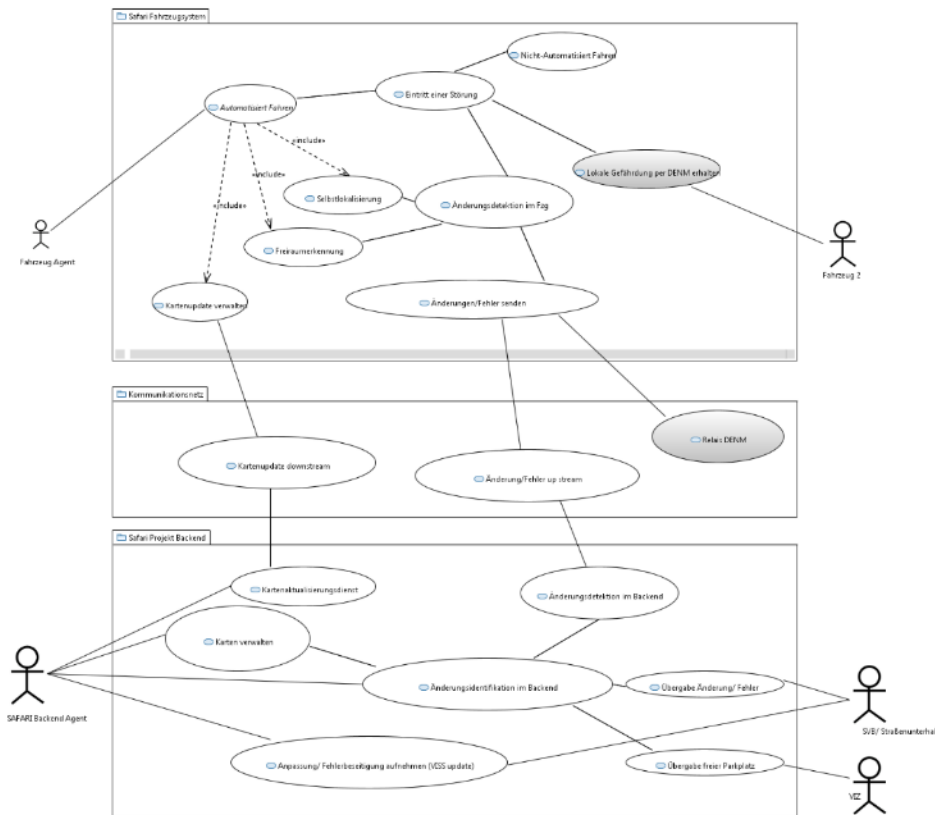 Safari Fahrzeugsystem
Nicht-Automatisiert Fahren
Eintritt einer Störung
Automatisiert Fahren
«include»
«include»
«include»
Lokale Gefährdung per DENM erhalten
Selbstlokalisierung
Änderungsdetektion im Fzg
Freiraumerkennung
Fahrzeug Agent
Fahrzeug 2
Kartenupdate verwalten
Änderungen/Fehler senden
Kommunikationsnetz
Relais DENM
Kartenupdate downstream
Änderung/Fehler up stream
Safari Projekt Backend
Kartenaktualisierungsdienst
Änderungsdetektion im Backend
Karten verwalten
Änderungsidentifikation im Backend
Übergabe Änderung/ Fehler
SAFARI Backend Agent
SVB/ Straßenunterhal
Anpassung/ Fehlerbeseitigung aufnehmen (VISS update)
Übergabe freier Parkplatz
VIZ